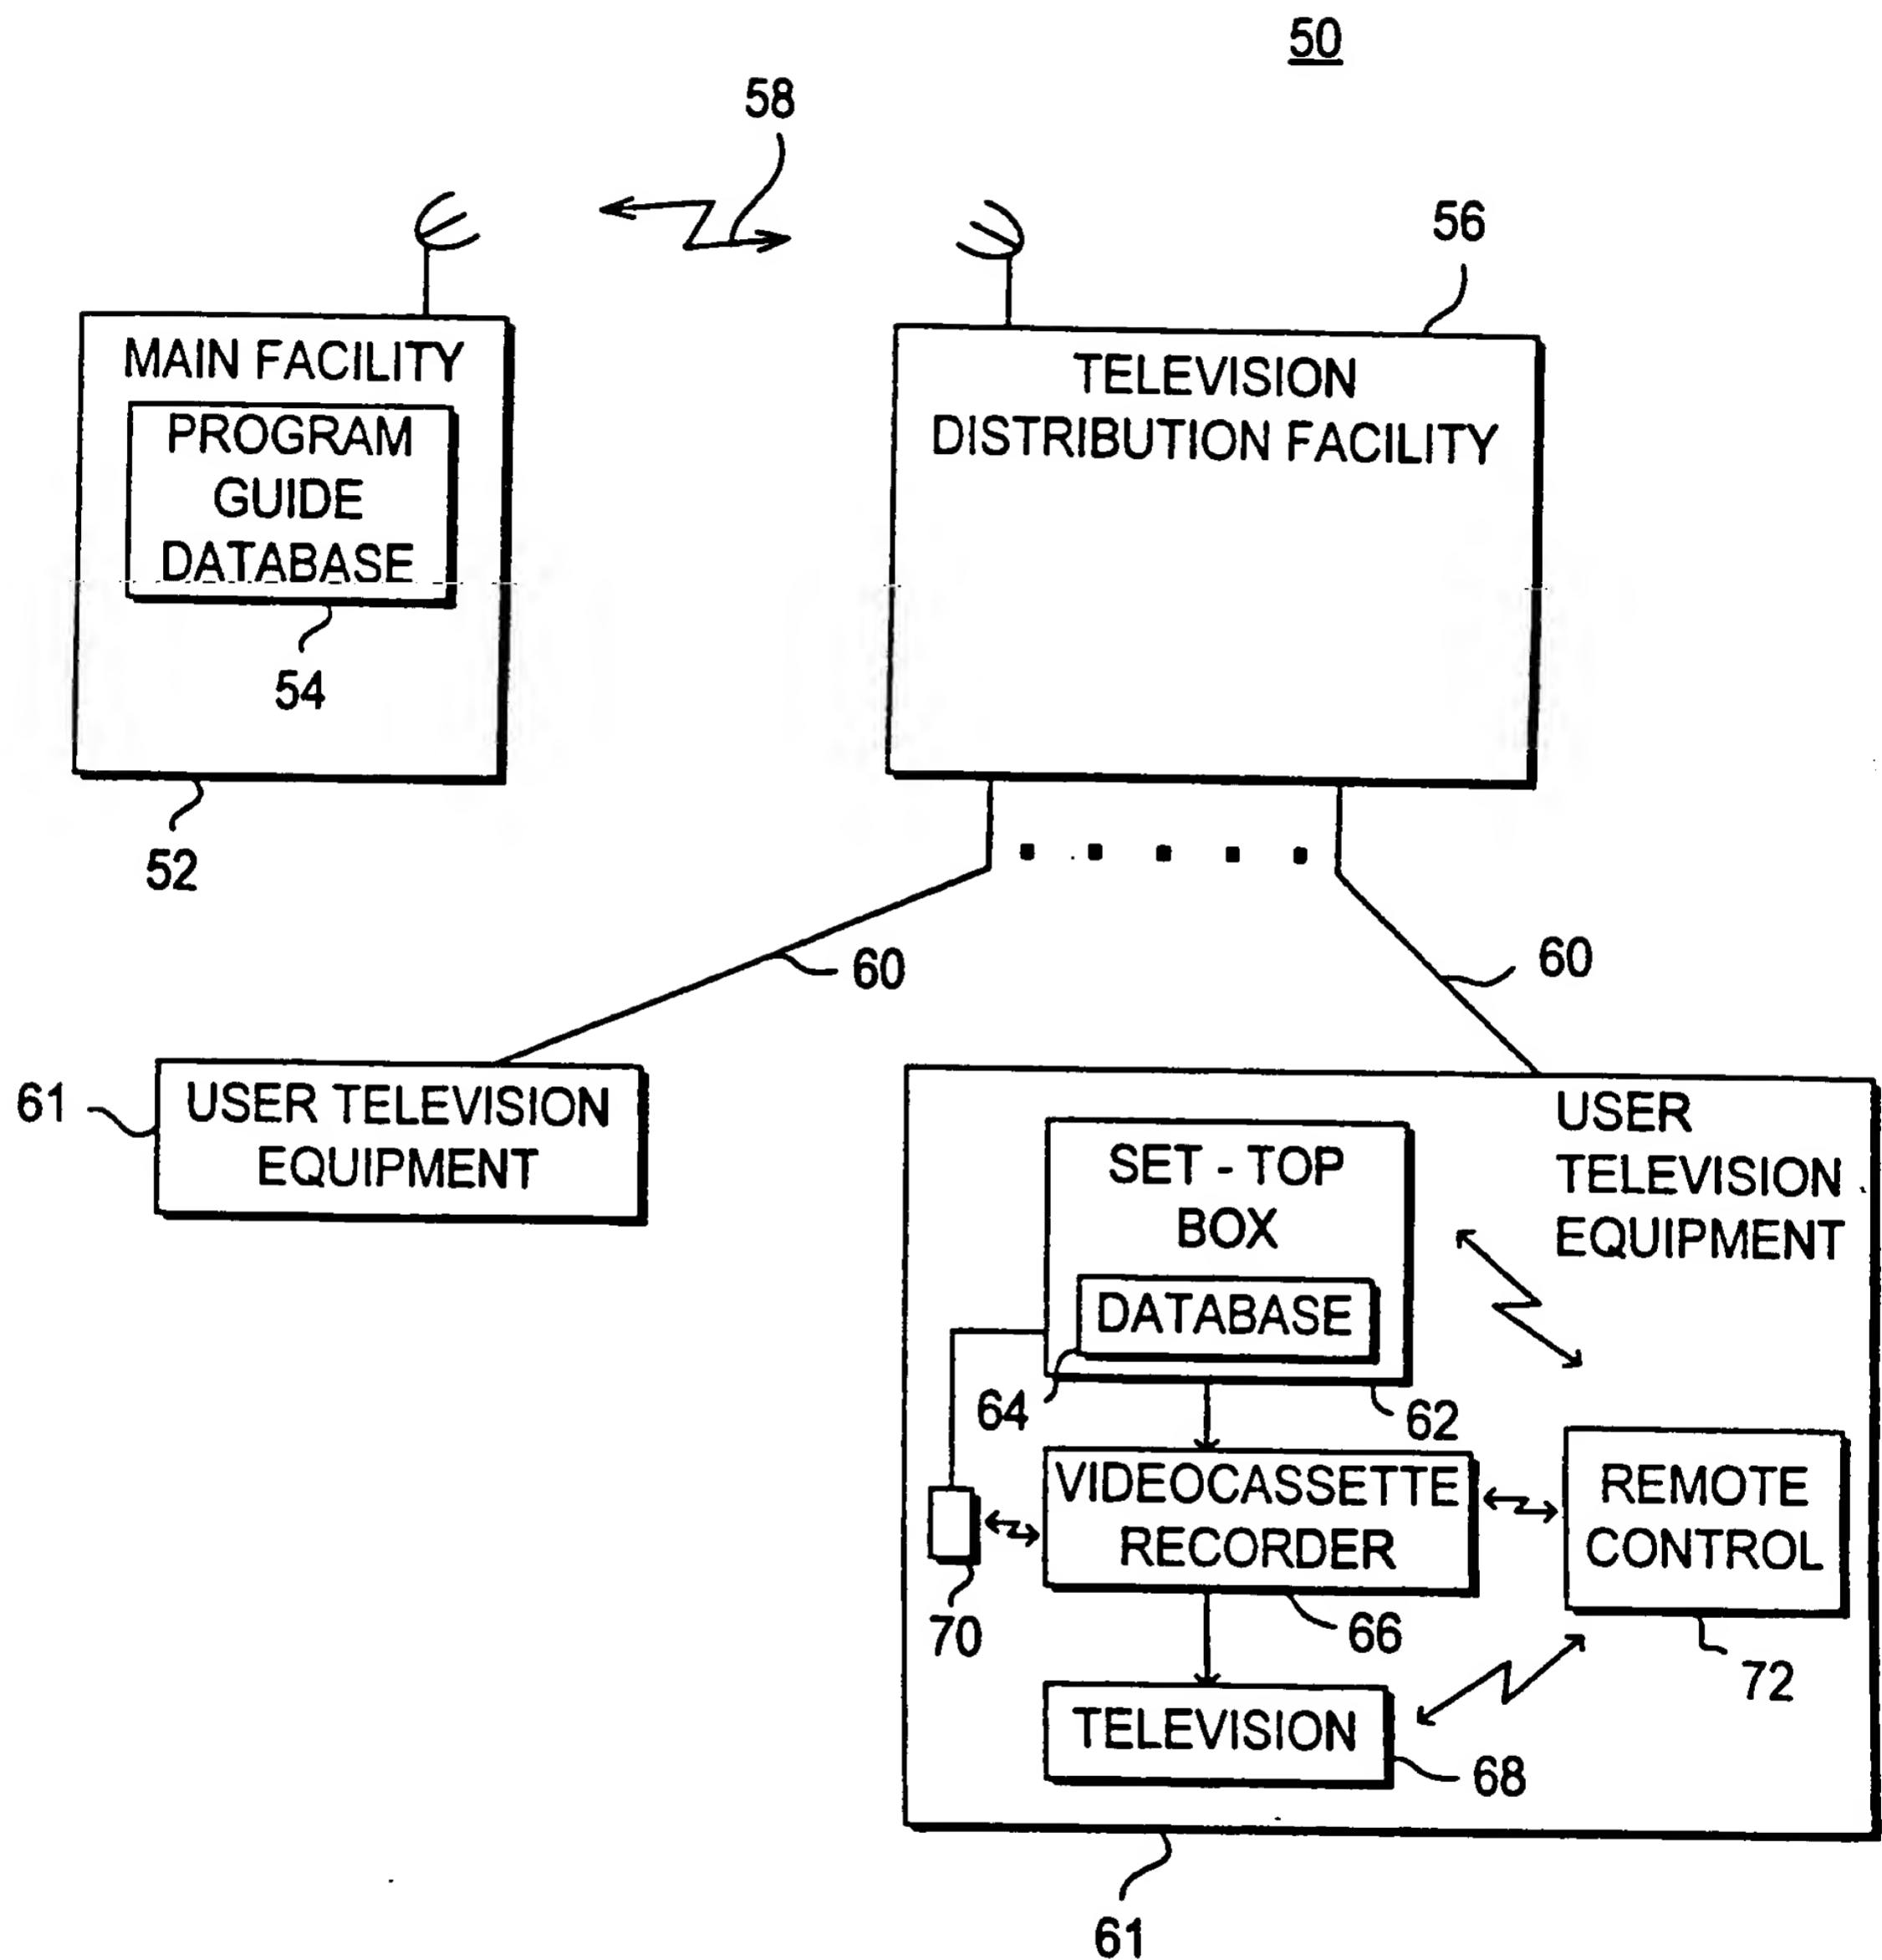 50
58
56
MAIN FACILITY
PROGRAM
GUIDE
DATABASE
54
52
TELEVISION
DISTRIBUTION FACILITY
60
60
61
USER TELEVISION
EQUIPMENT
USER
TELEVISION
EQUIPMENT
SET - TOP
BOX
DATABASE
64
62
VIDEOCASSETTE
RECORDER
REMOTE
CONTROL
70
66
72
TELEVISION
68
61